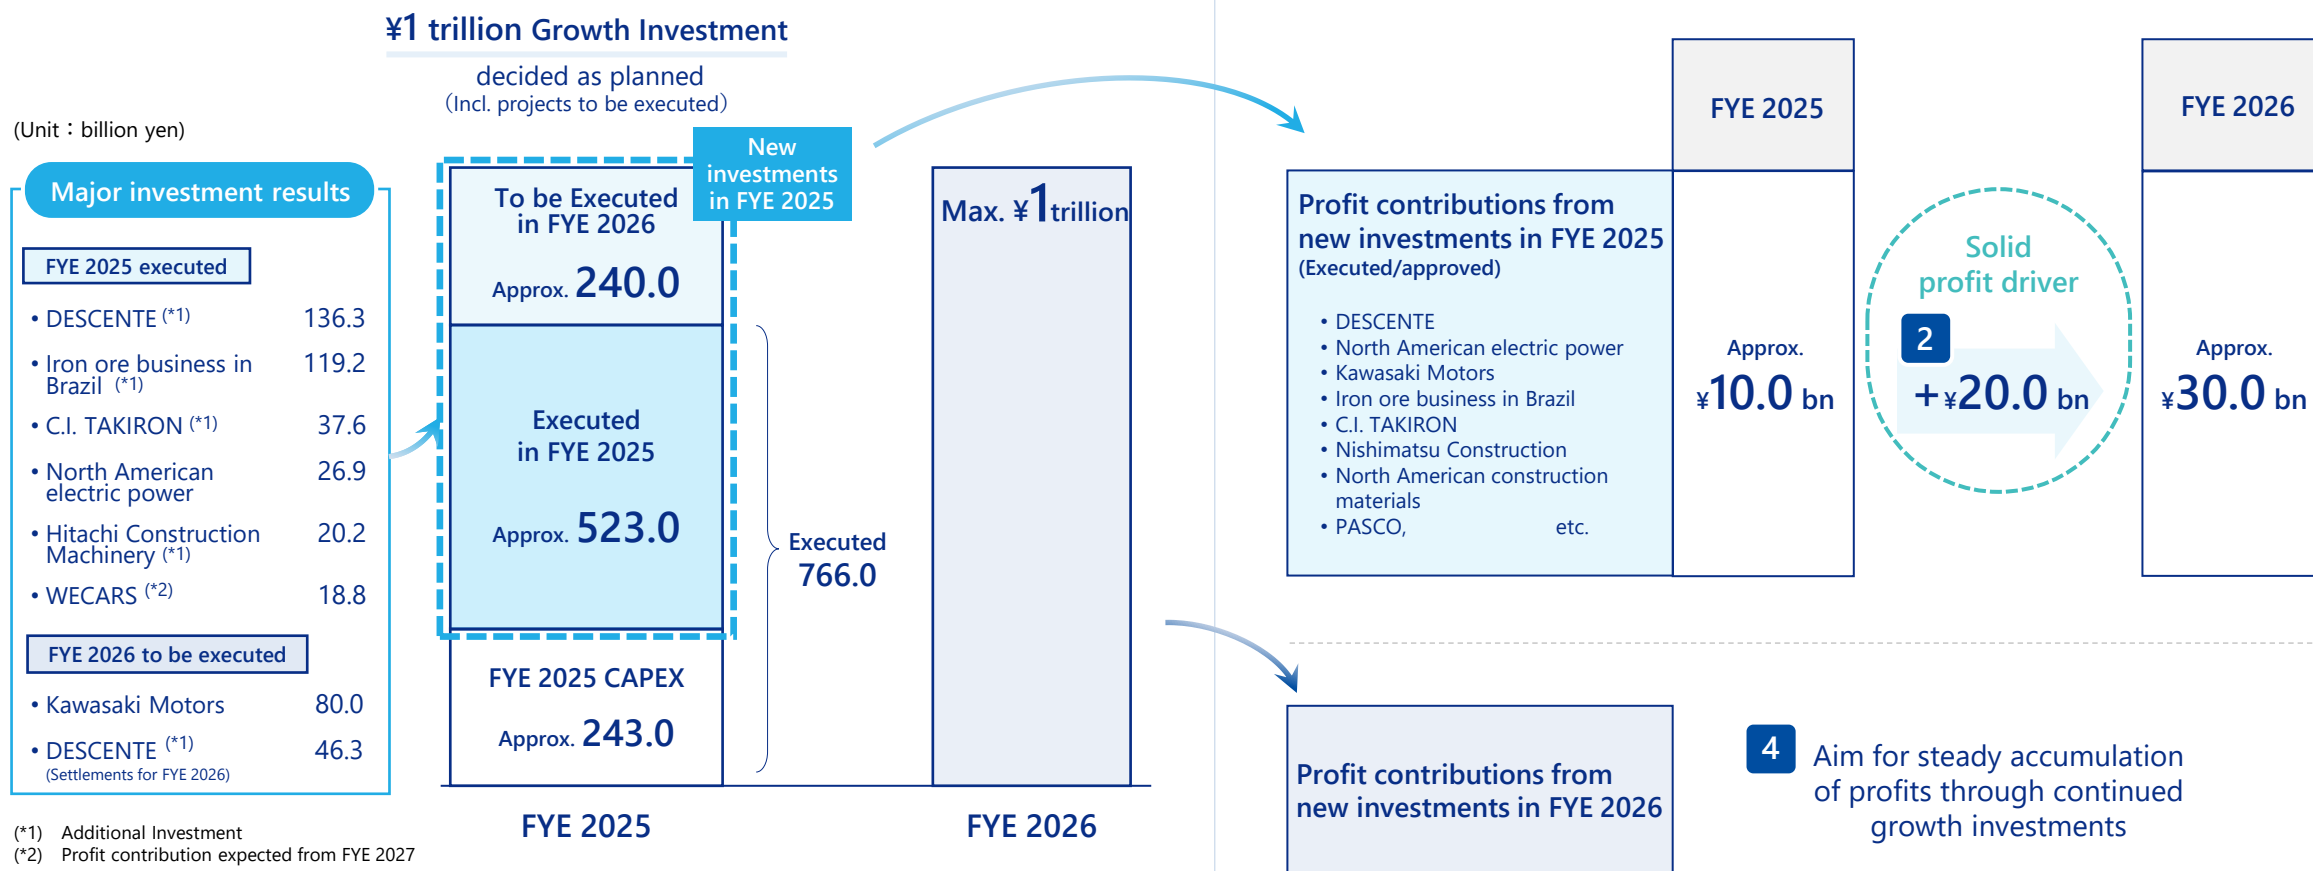 ¥1 trillion Growth Investment
decided as planned
(Incl. projects to be executed)
(Unit：billion yen)
Major investment results
FYE 2025 executed
• DESCENTE (*1) 136.3
• Iron ore business in 119.2
Brazil (*1)
• C.I. TAKIRON (*1) 37.6
• North American 26.9
electric power
• Hitachi Construction 20.2
Machinery (*1)
• WECARS (*2) 18.8
FYE 2026 to be executed
• Kawasaki Motors 80.0
• DESCENTE (*1) 46.3
(Settlements for FYE 2026)
(*1) Additional Investment
(*2) Profit contribution expected from FYE 2027
New
investments
in FYE 2025
To be Executed
in FYE 2026
Approx. 240.0
Executed
in FYE 2025
Approx. 523.0
FYE 2025 CAPEX
Approx. 243.0
FYE 2025
Executed
766.0
Max. ¥1trillion
FYE 2026
FYE 2025
FYE 2026
Profit contributions from
new investments in FYE 2025
(Executed/approved)
• DESCENTE
• North American electric power
• Kawasaki Motors
• Iron ore business in Brazil
• C.I. TAKIRON
• Nishimatsu Construction
• North American construction
materials
• PASCO, etc.
Approx.
¥10.0 bn
Solid
profit driver
2
+¥20.0 bn
Approx.
¥30.0 bn
Profit contributions from
new investments in FYE 2026
4
Aim for steady accumulation
of profits through continued
growth investments